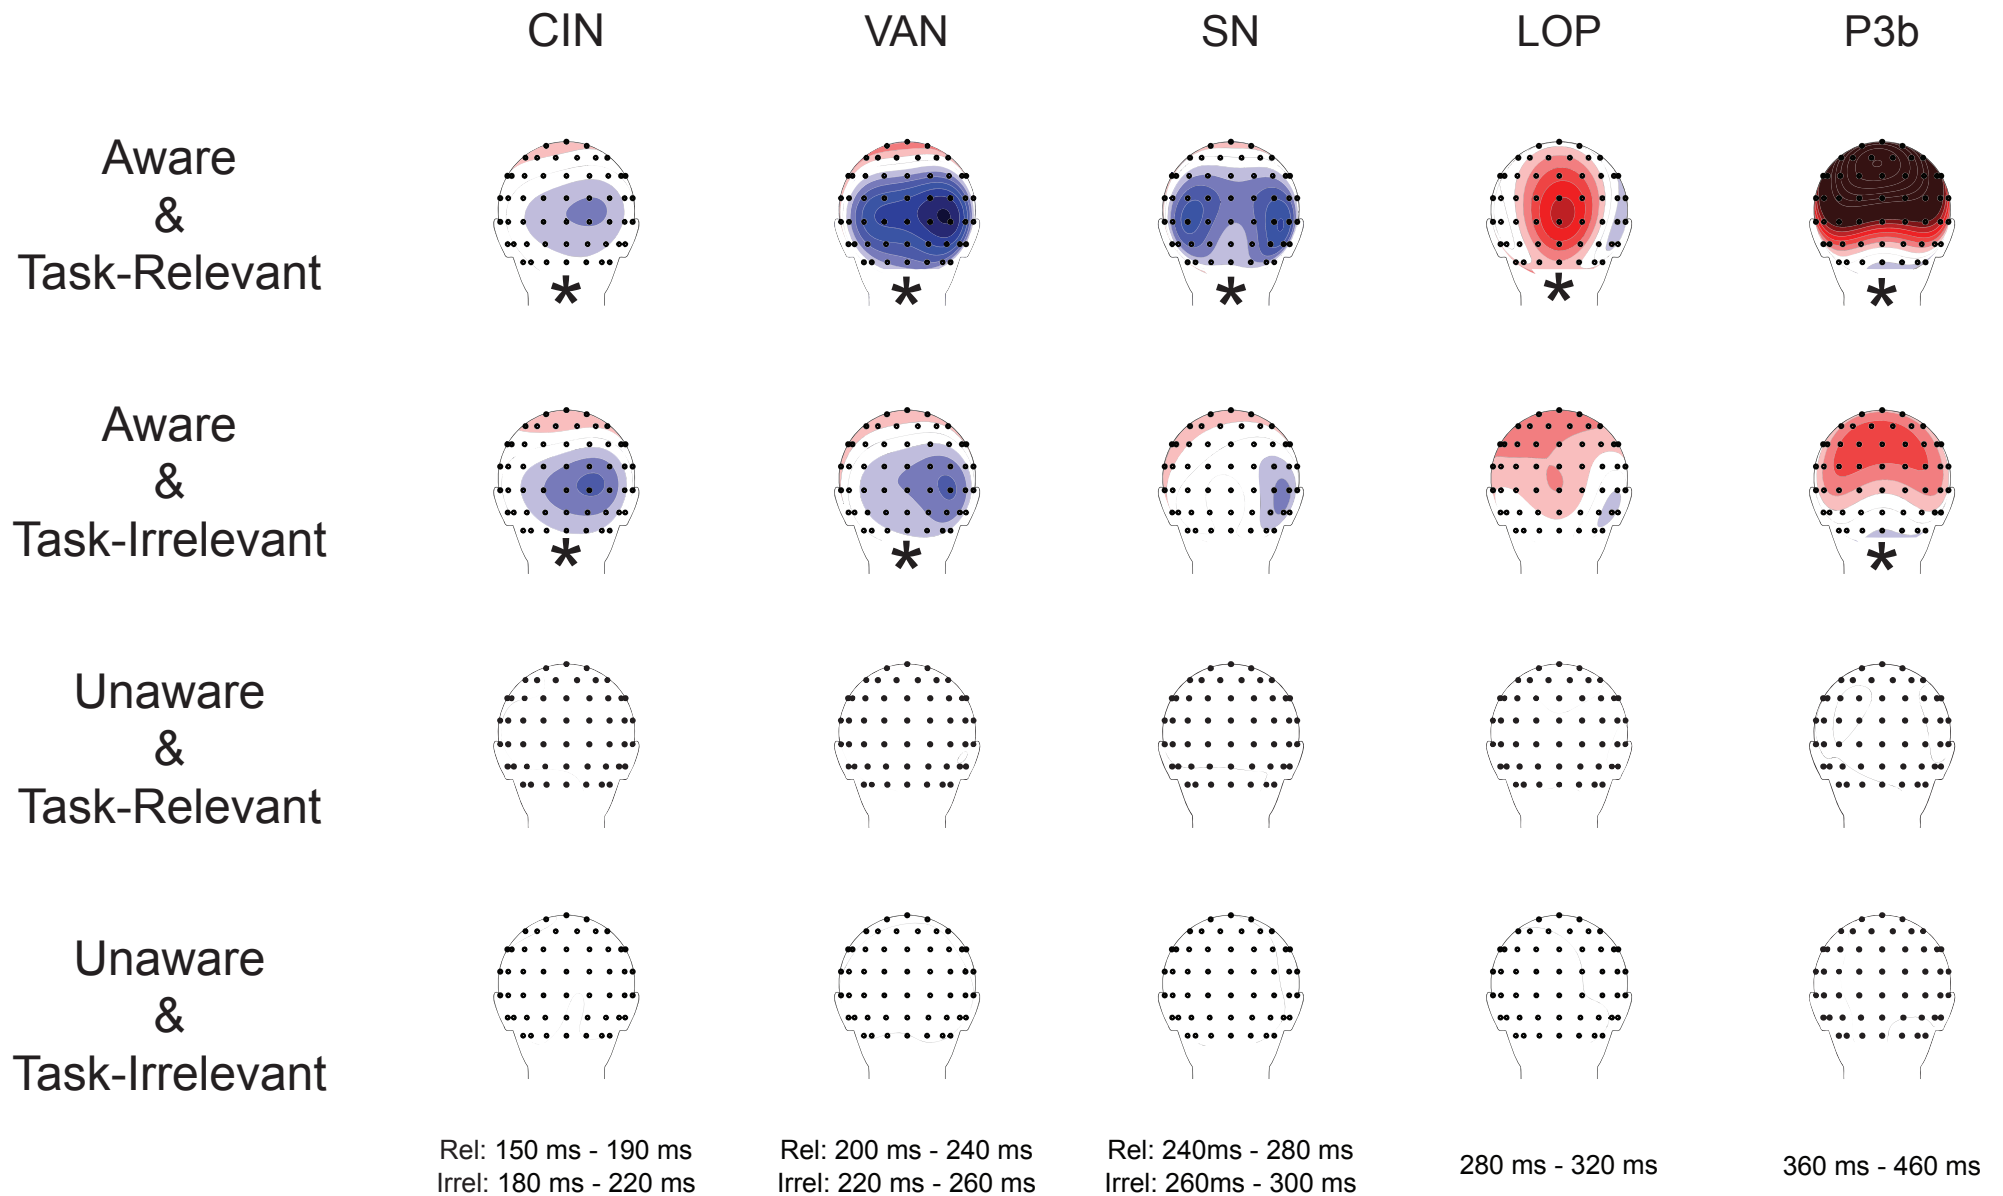 CIN VAN SN LOP P3b
Aware
&
Task-Relevant
*
*
*
*
*
Aware
&
Task-Irrelevant
*
*
*
Unaware
&
Task-Relevant
Unaware
&
Task-Irrelevant
Rel: 150 ms - 190 ms
Irrel: 180 ms - 220 ms
Rel: 200 ms - 240 ms
Irrel: 220 ms - 260 ms
Rel: 240ms - 280 ms
Irrel: 260ms - 300 ms
280 ms - 320 ms
360 ms - 460 ms